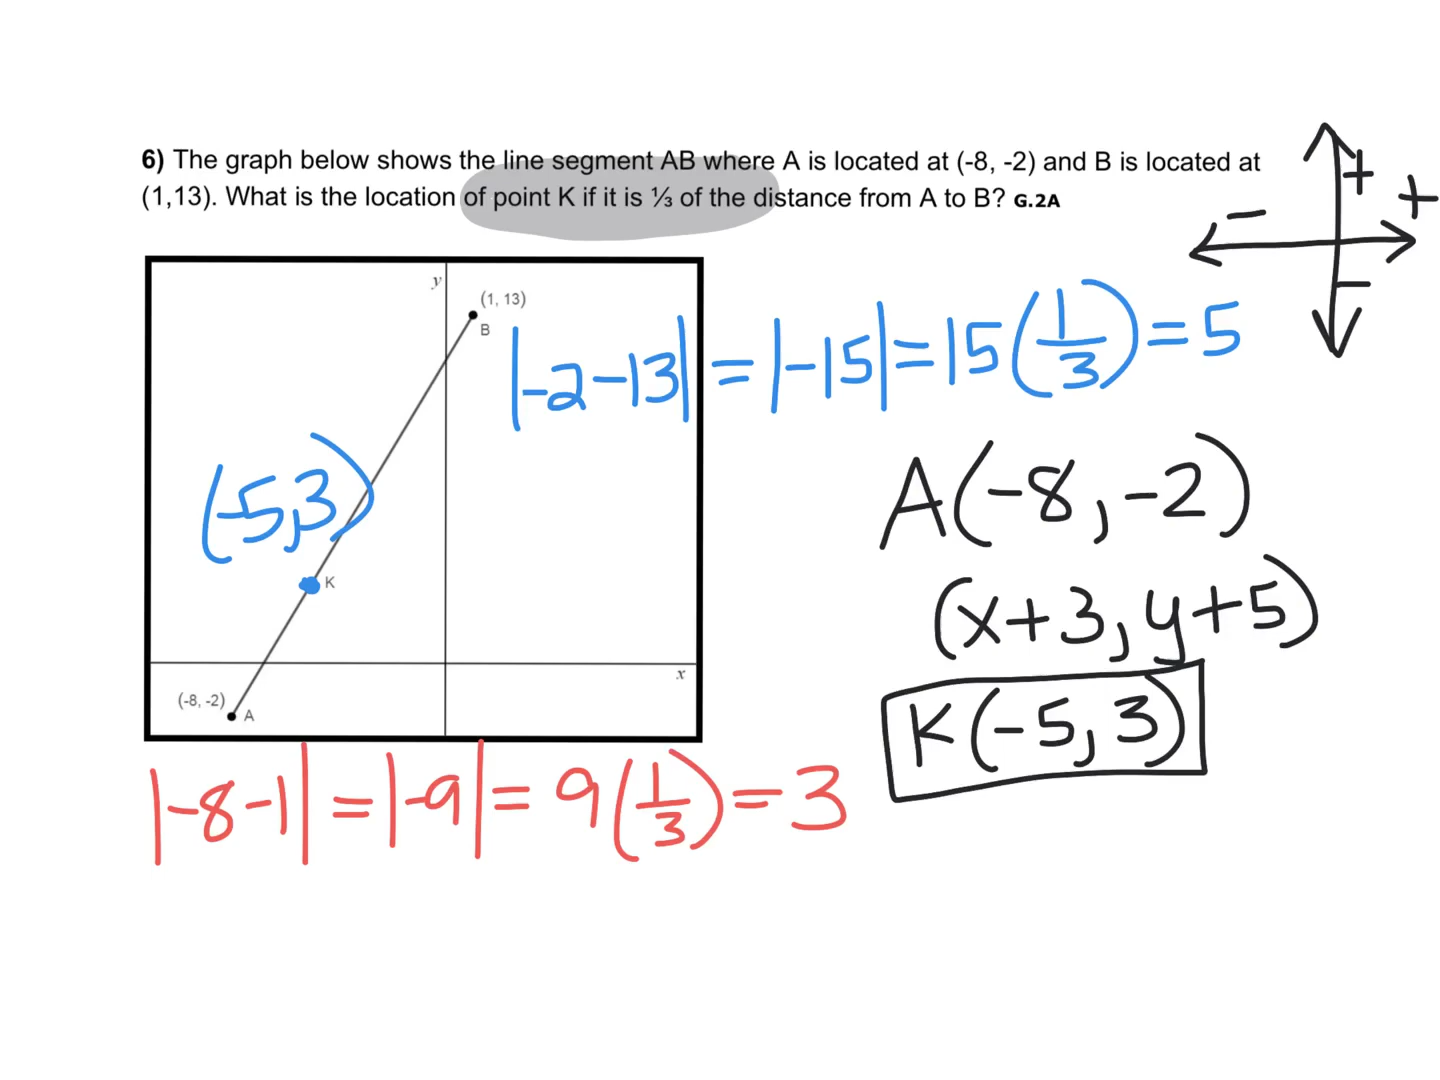 6) The graph below shows the line segment AB where A is located at (-8, -2) and B is located at
(1,13). What is the location of point K if it is ⅓ of the distance from A to B? G.2A
+
+
−
−
y
(1, 13)
B
|-2-13| = |-15| = 15(1/3) = 5
A(-8,-2)
(-5,3)
K
(x+3, y+5)
x
K(-5,3)
(-8, -2)
A
|-8-1| = |-9| = 9(1/3) = 3